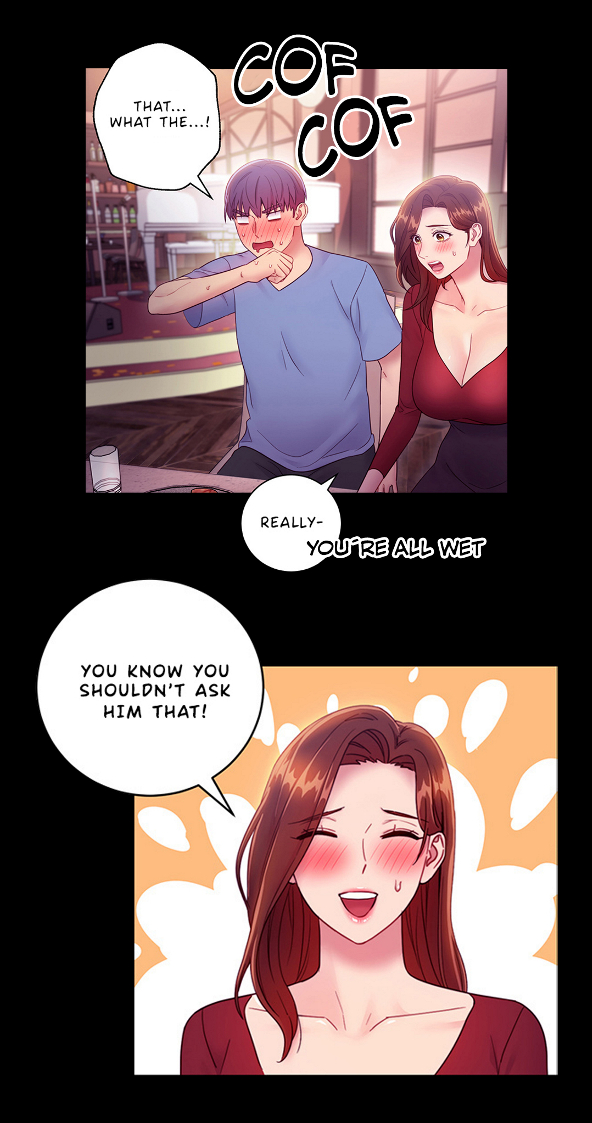 THAT...
WHAT THE...!
COF
COF
REALLY-
YOU´RE ALL WET
YOU KNOW YOU
SHOULDN'T ASK
HIM THAT!